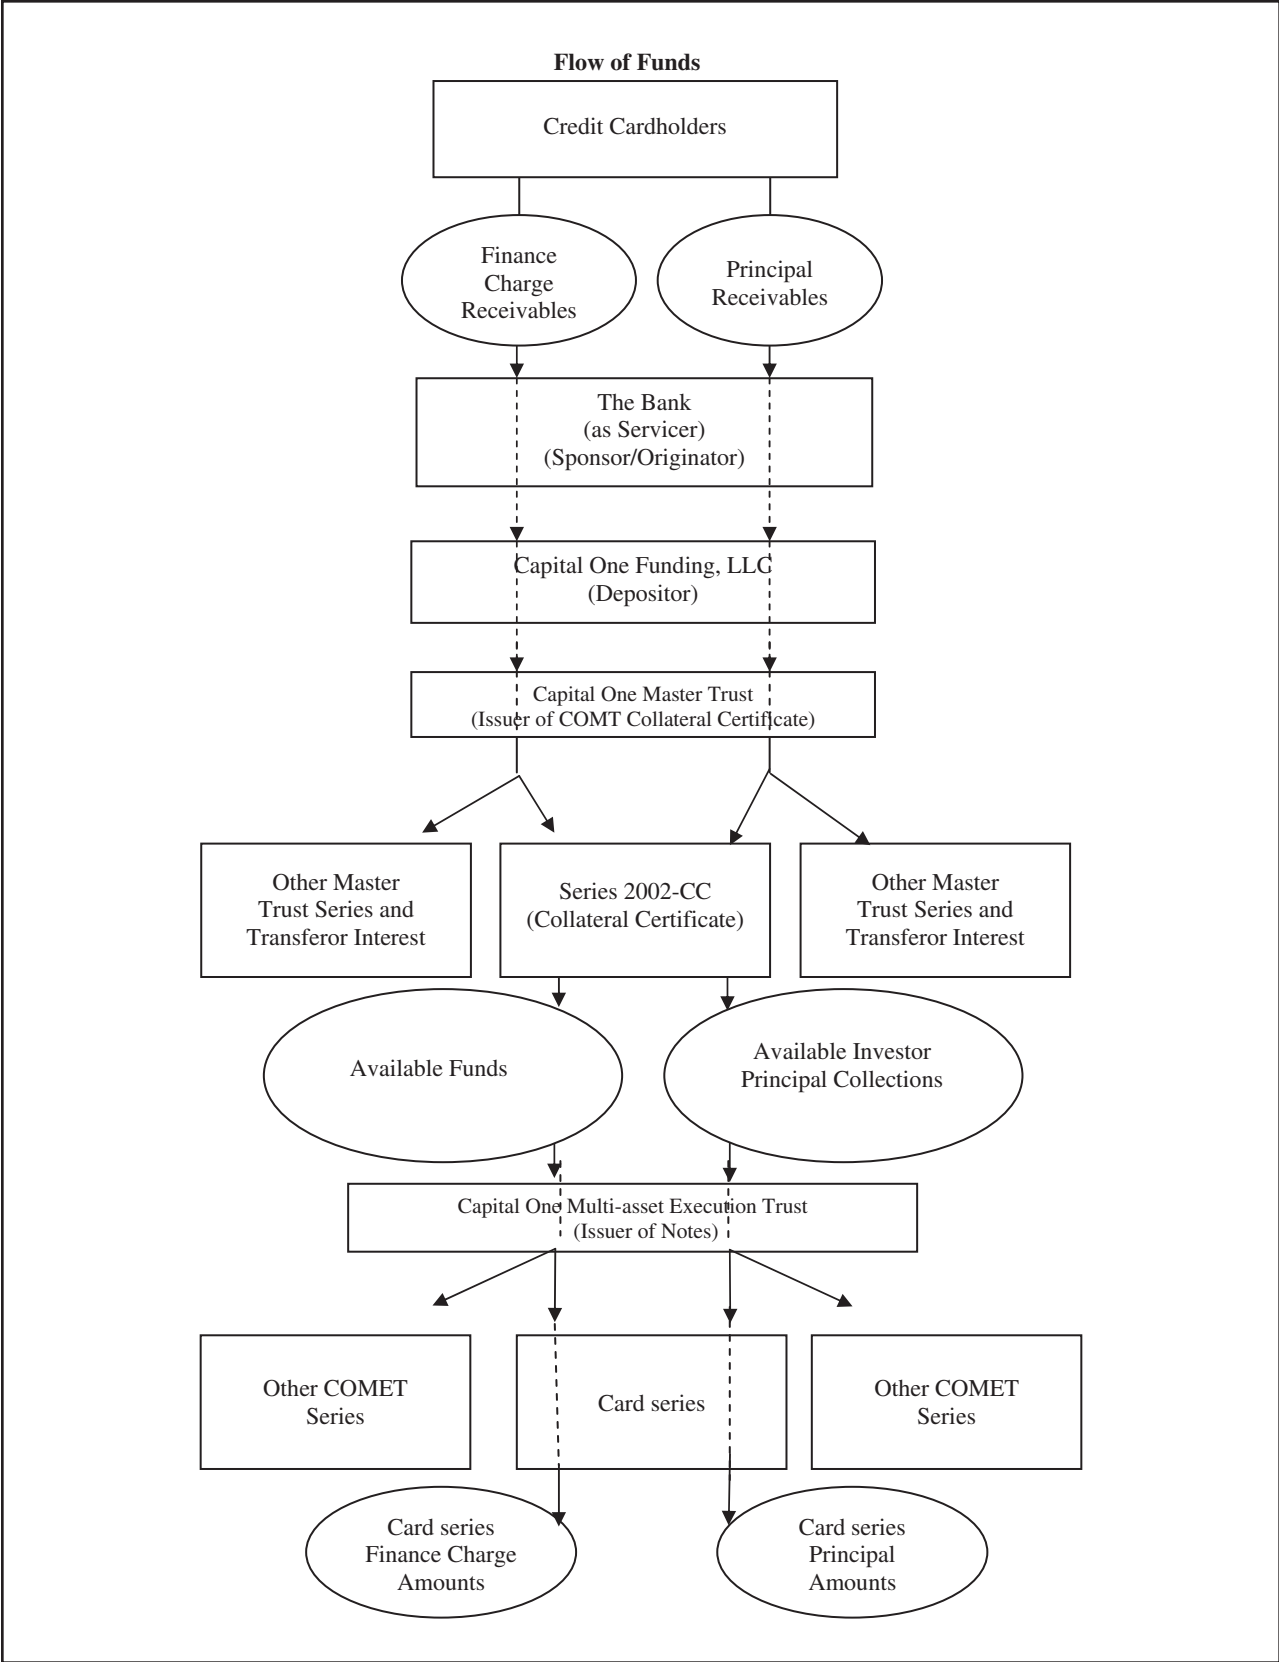 Flow of Funds
Credit Cardholders
Finance
Charge
Receivables
Principal
Receivables
The Bank
(as Servicer)
(Sponsor/Originator)
Capital One Funding, LLC
(Depositor)
Capital One Master Trust
(Issuer of COMT Collateral Certificate)
Other Master
Trust Series and
Transferor Interest
Series 2002-CC
(Collateral Certificate)
Other Master
Trust Series and
Transferor Interest
Available Funds
Available Investor
Principal Collections
Capital One Multi-asset Execution Trust
(Issuer of Notes)
Other COMET
Series
Card series
Other COMET
Series
Card series
Finance Charge
Amounts
Card series
Principal
Amounts